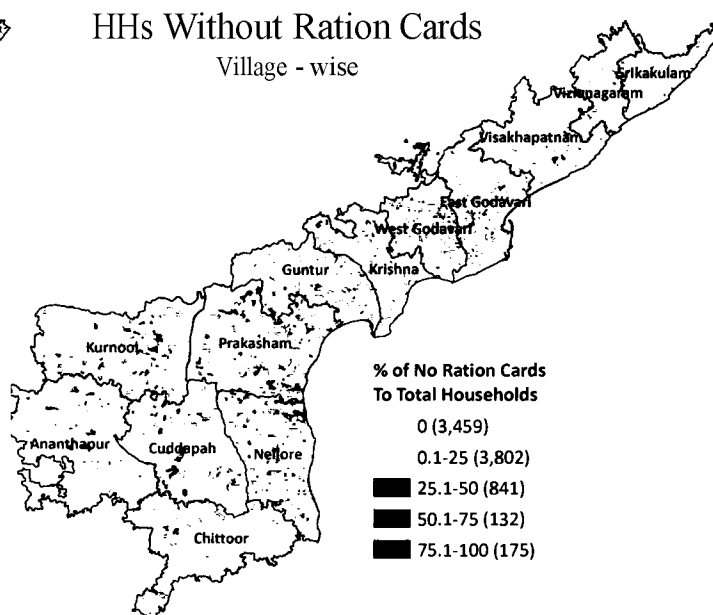 HHs Without Ration Cards
Village - wise
Srikakulam
Vizianagaram
Visakhapatnam
East Godavari
West Godavari
Guntur
Krishna
Kurnool
Prakasham
% of No Ration Cards
To Total Households
0 (3,459)
0.1-25 (3,802)
25.1-50 (841)
50.1-75 (132)
75.1-100 (175)
Ananthapur
Cuddapah
Nellore
Chittoor